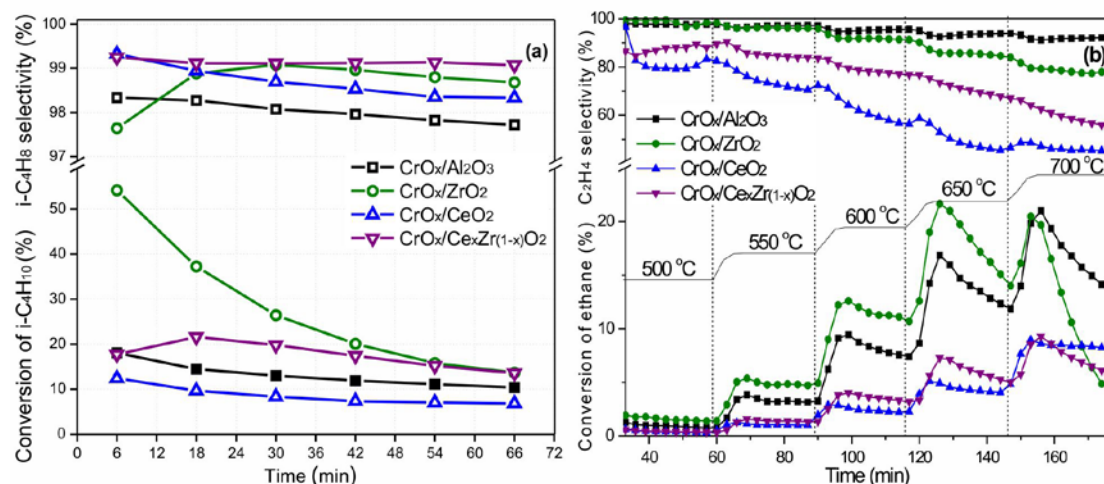 (a)
i-C4H8 selectivity (%)
100
99
98
97
CrOx/Al2O3
CrOx/ZrO2
CrOx/CeO2
CrOx/CexZr(1-x)O2
Conversion of i-C4H10 (%)
50
40
30
20
10
0
0 6 12 18 24 30 36 42 48 54 60 66 72
Time (min)
(b)
C2H4 selectivity (%)
100
80
60
CrOx/Al2O3
CrOx/ZrO2
CrOx/CeO2
CrOx/CexZr(1-x)O2
500 °C
550 °C
600 °C
650 °C
700 °C
Conversion of ethane (%)
20
10
0
40 60 80 100 120 140 160
Time (min)